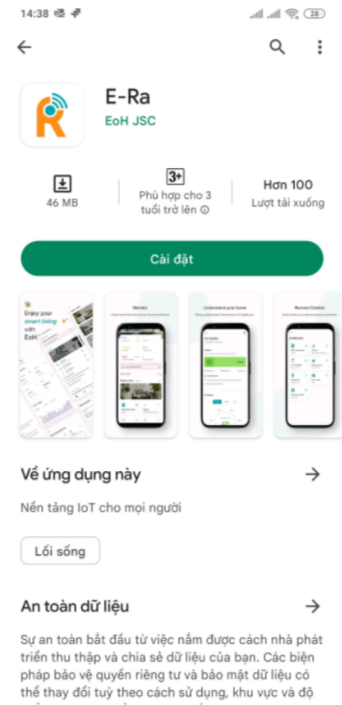 14:38
28
E-Ra
EoH JSC
3+
Hơn 100
46 MB
Phù hợp cho 3
tuổi trở lên
Lượt tải xuống
Cài đặt
Enjoy your
smart living
with
EoH
Monitor
Understand your home
Remote Control
Về ứng dụng này
Nền tảng IoT cho mọi người
Lối sống
An toàn dữ liệu
Sự an toàn bắt đầu từ việc nắm được cách nhà phát
triển thu thập và chia sẻ dữ liệu của bạn. Các biện
pháp bảo vệ quyền riêng tư và bảo mật dữ liệu có
thể thay đổi tuỳ theo cách sử dụng, khu vực và độ